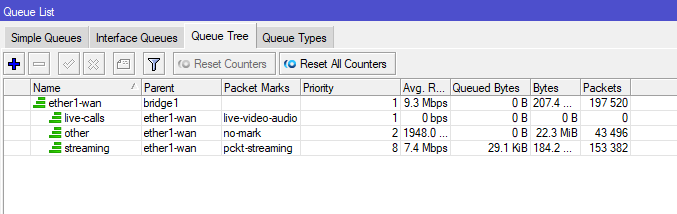 Queue List
Simple Queues Interface Queues Queue Tree Queue Types
Reset Counters Reset All Counters
Name Parent Packet Marks Priority Avg. R... Queued Bytes Bytes Packets
ether1-wan bridge1 1 9.3 Mbps 0 B 207.4 ... 197 520
live-calls ether1-wan live-video-audio 1 0 bps 0 B 0 B 0
other ether1-wan no-mark 2 1948.0 ... 0 B 22.3 MiB 43 496
streaming ether1-wan pckt-streaming 8 7.4 Mbps 29.1 KiB 184.2 ... 153 382